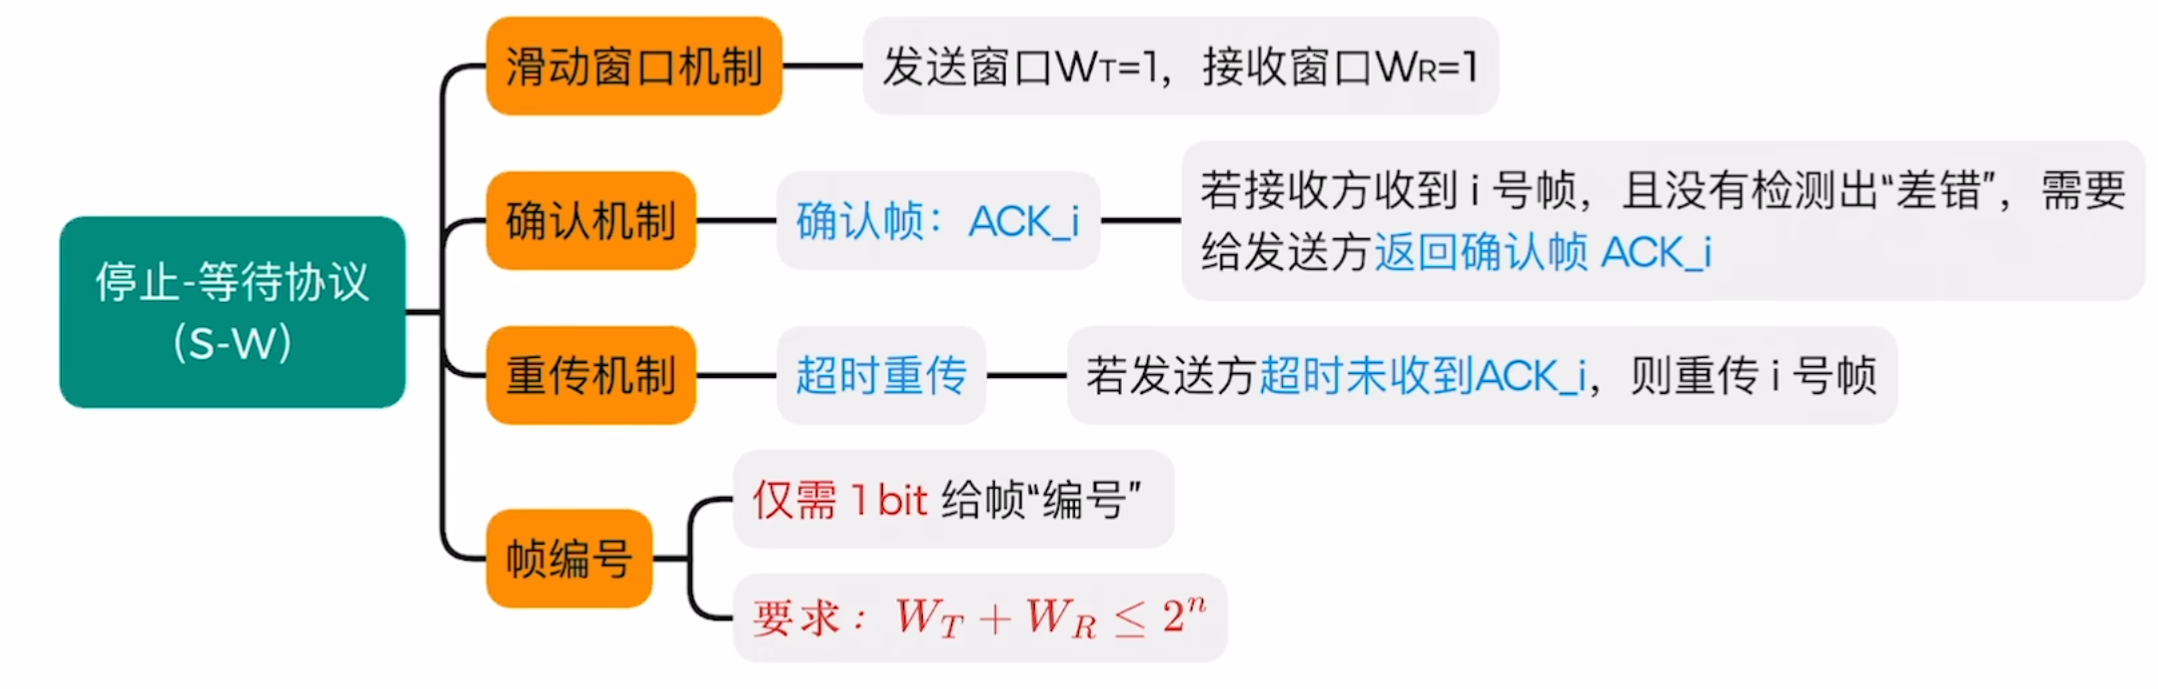 停止-等待协议
(S-W)
滑动窗口机制
发送窗口WT=1，接收窗口WR=1
确认机制
确认帧：ACK_i
若接收方收到 i 号帧，且没有检测出“差错”，需要
给发送方返回确认帧 ACK_i
重传机制
超时重传
若发送方超时未收到ACK_i，则重传 i 号帧
帧编号
仅需 1 bit 给帧“编号”
要求：W_T + W_R ≤ 2^n